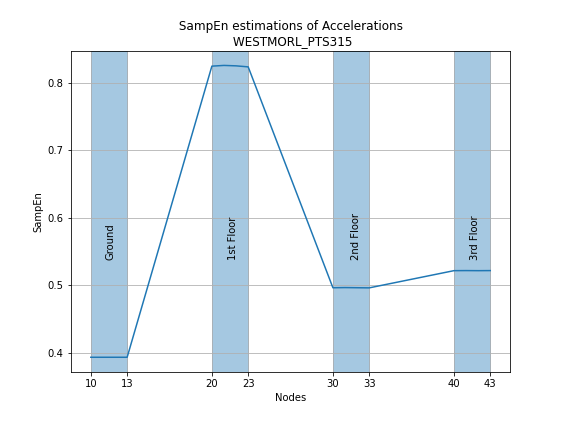 SampEn estimations of Accelerations
WESTMORL_PTS315
0.8
0.7
0.6
0.5
0.4
SampEn
Ground
1st Floor
2nd Floor
3rd Floor
10 13 20 23 30 33 40 43
Nodes